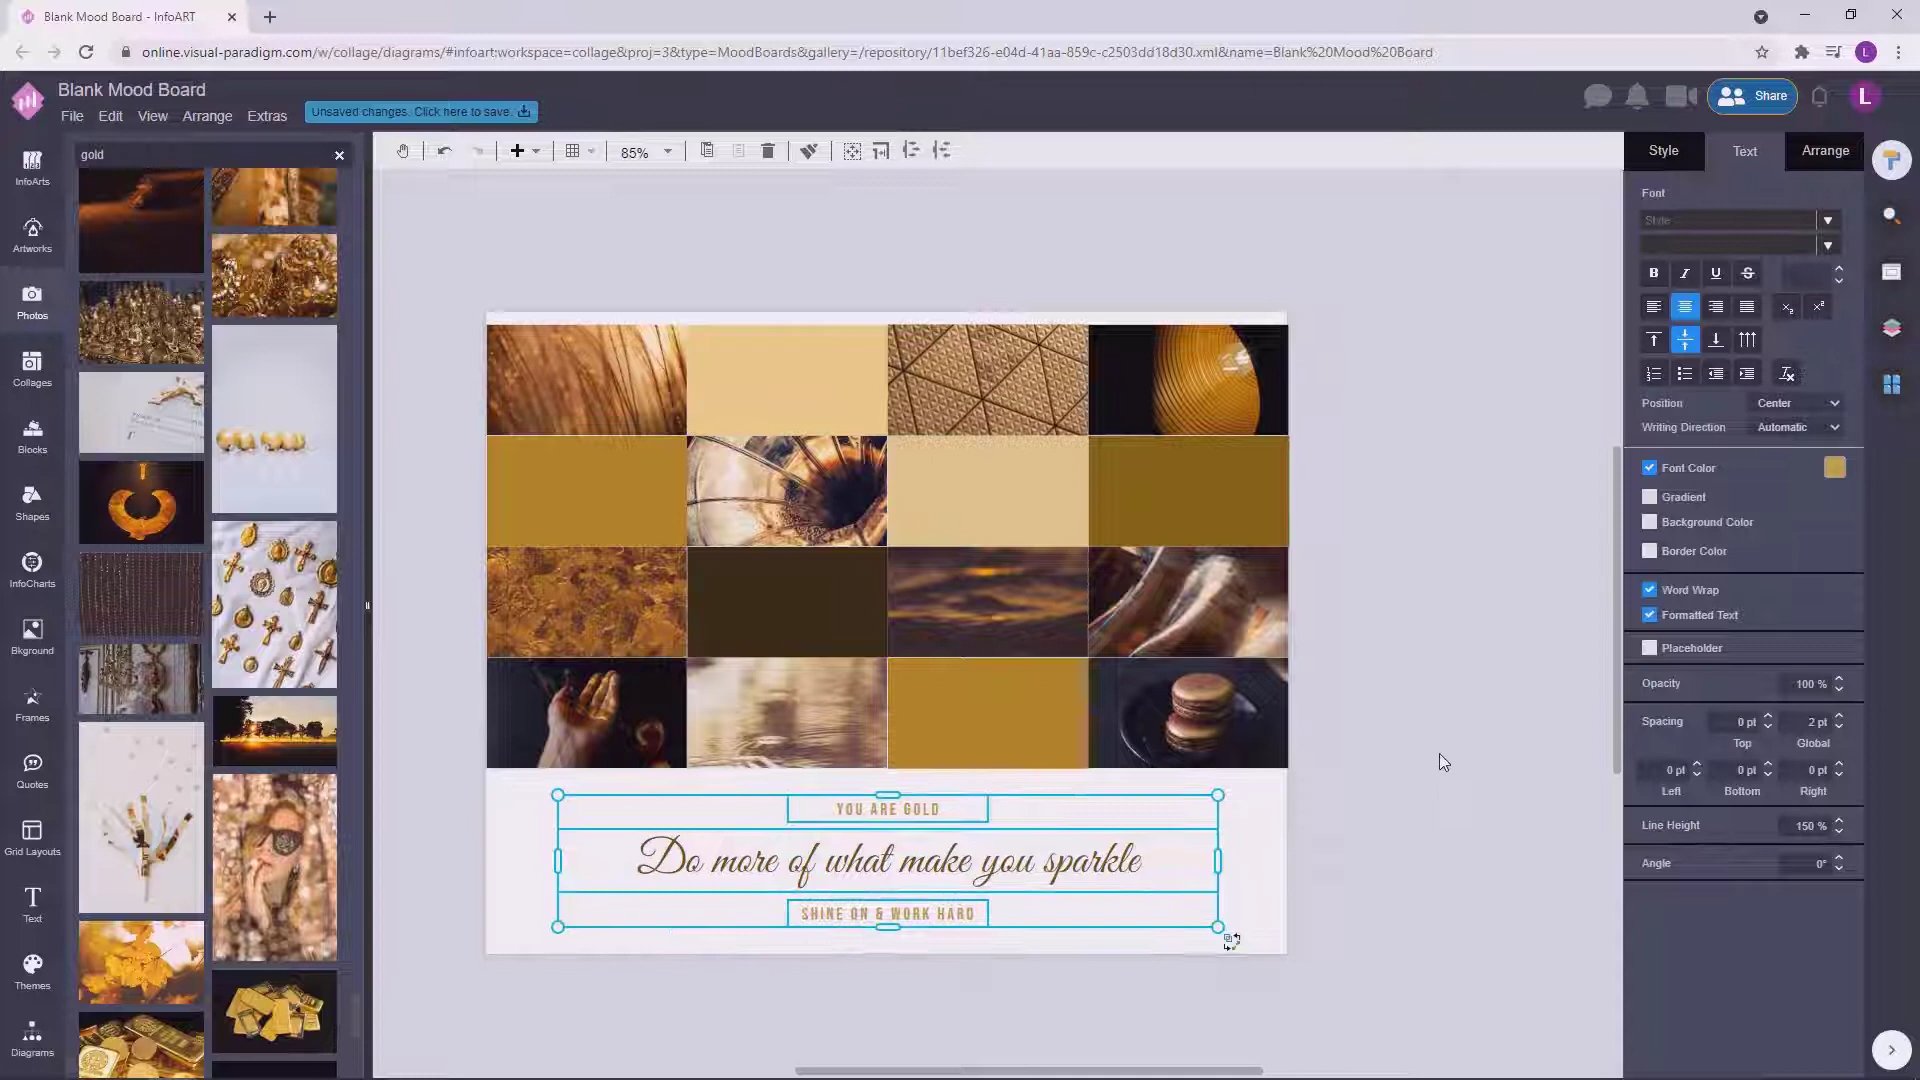 Blank Mood Board - InfoART
online.visual-paradigm.com/w/collage/diagrams/#infoart:workspace=collage&proj=3&type=MoodBoards&gallery=/repository/11bef326-e04d-41aa-859c-c2503dd18d30.xml&name=Blank%20Mood%20Board
L
Blank Mood Board
File Edit View Arrange Extras
Unsaved changes. Click here to save.
Share
L
gold
85%
Style
Text
Arrange
InfoArts
Artworks
Photos
Collages
Blocks
Shapes
InfoCharts
Bkground
Frames
Quotes
Grid Layouts
Text
Themes
Diagrams
YOU ARE GOLD
Do more of what make you sparkle
SHINE ON & WORK HARD
Font
Style
B I U S
Position Center
Writing Direction Automatic
Font Color
Gradient
Background Color
Border Color
Word Wrap
Formatted Text
Placeholder
Opacity 100 %
Spacing 0 pt 2 pt
Top Global
0 pt 0 pt 0 pt
Left Bottom Right
Line Height 150 %
Angle 0°